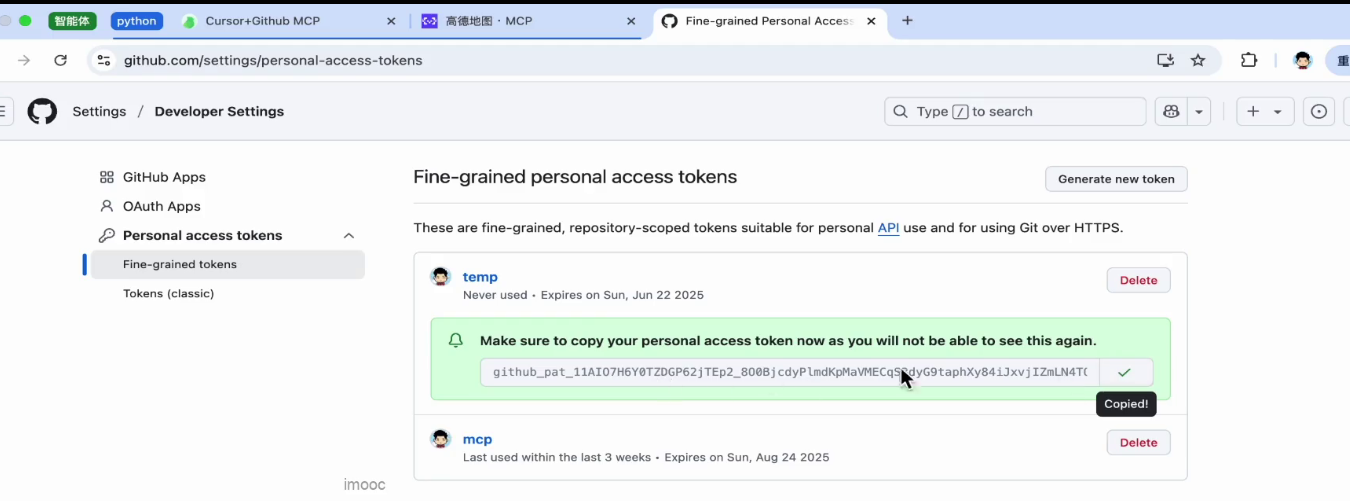 智能体 python Cursor+Github MCP 高德地图 · MCP Fine-grained Personal Acces
github.com/settings/personal-access-tokens
Settings / Developer Settings Type / to search
GitHub Apps
OAuth Apps
Personal access tokens
Fine-grained tokens
Tokens (classic)
Fine-grained personal access tokens Generate new token
These are fine-grained, repository-scoped tokens suitable for personal API use and for using Git over HTTPS.
temp Delete
Never used • Expires on Sun, Jun 22 2025
Make sure to copy your personal access token now as you will not be able to see this again.
Copied!
mcp Delete
Last used within the last 3 weeks • Expires on Sun, Aug 24 2025
imooc